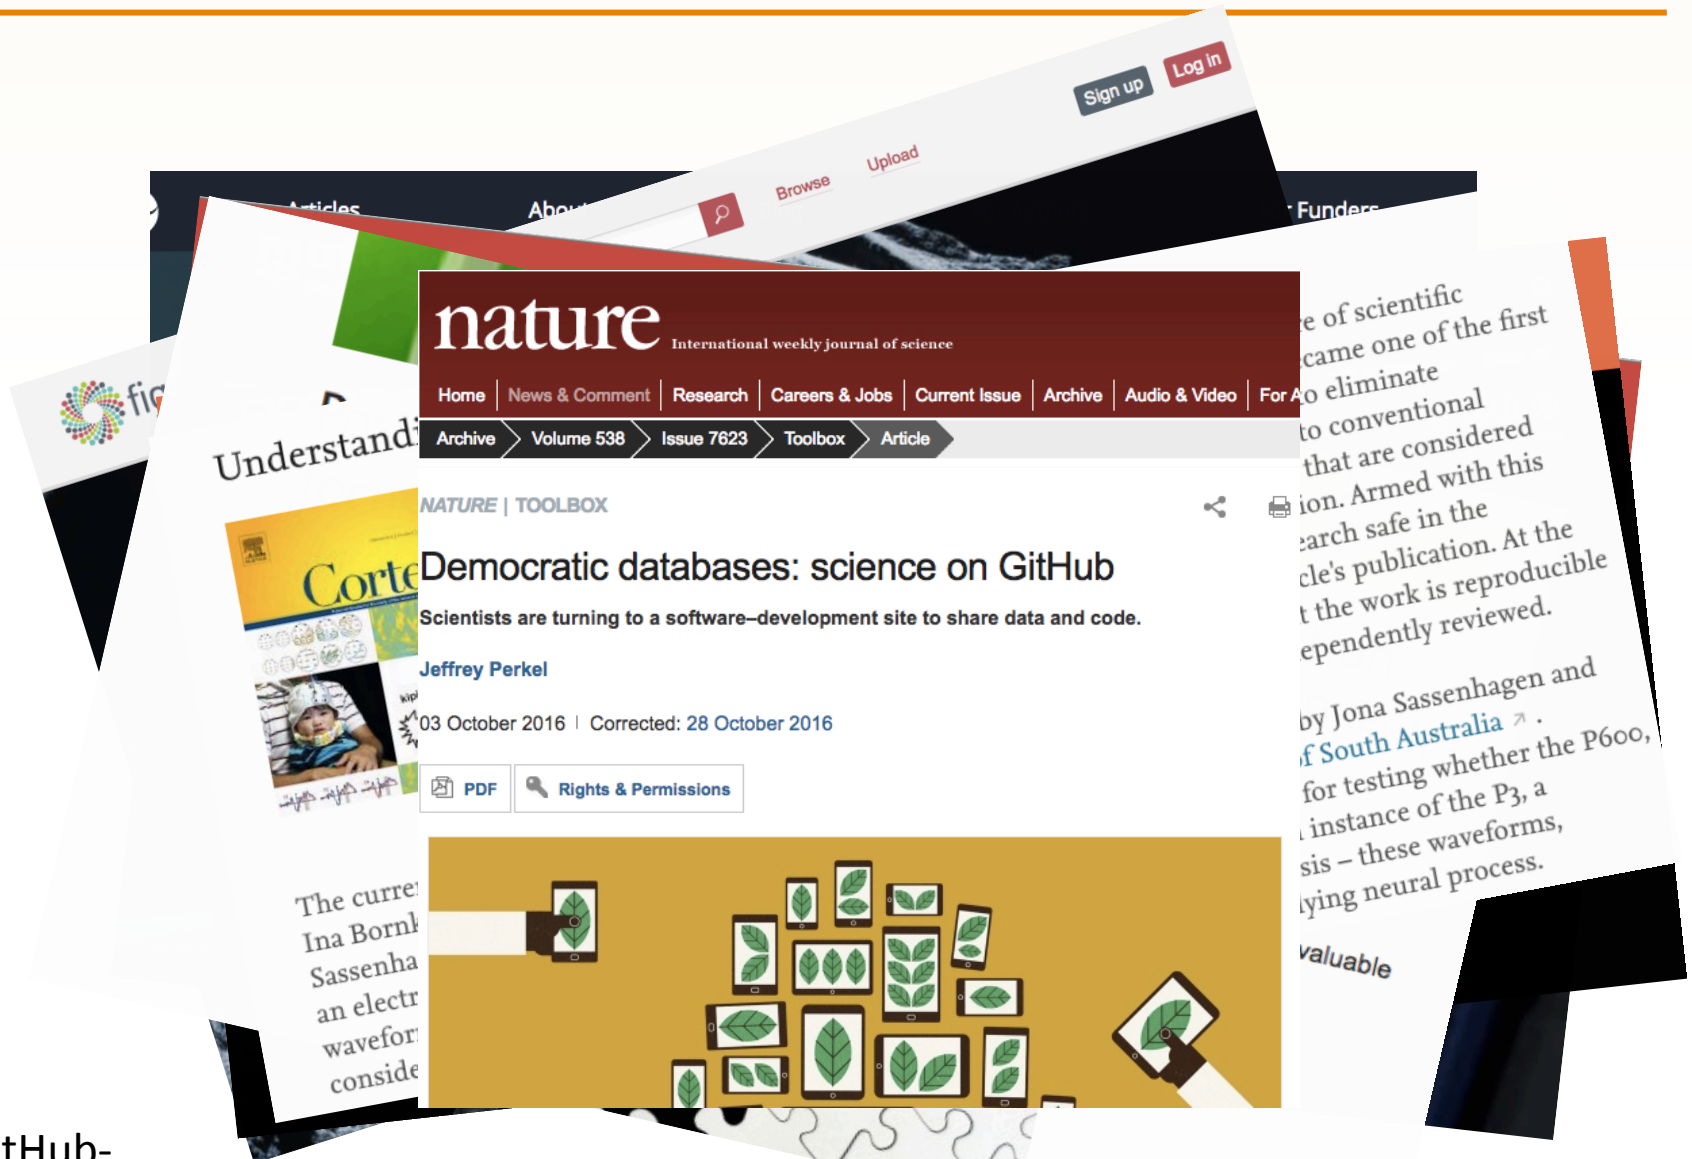 Sign up Log in
Browse Upload
Articles
Funders
nature
International weekly journal of science
Home News & Comment Research Careers & Jobs Current Issue Archive Audio & Video For A
Archive Volume 538 Issue 7623 Toolbox Article
NATURE | TOOLBOX
Democratic databases: science on GitHub
Scientists are turning to a software–development site to share data and code.
Jeffrey Perkel
03 October 2016 | Corrected: 28 October 2016
PDF Rights & Permissions
fig
Understandi
Corte
The curre
Ina Bornk
Sassenha
an electr
wavefor
conside
e of scientific
came one of the first
o eliminate
to conventional
that are considered
ion. Armed with this
earch safe in the
cle's publication. At the
t the work is reproducible
ependently reviewed.
by Jona Sassenhagen and
of South Australia ↗ .
for testing whether the P600,
instance of the P3, a
sis – these waveforms,
lying neural process.
valuable
tHub-